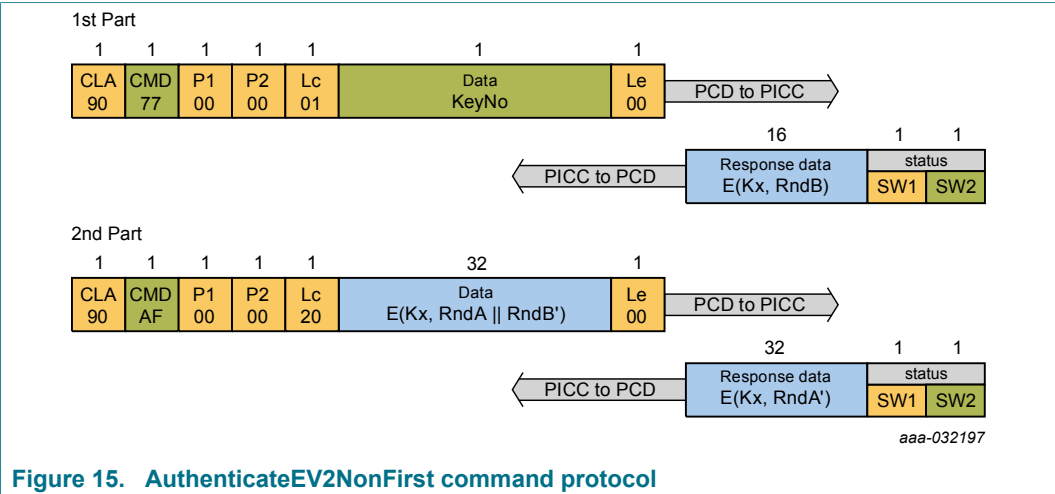 1st Part
1 1 1 1 1 1 1
CLA CMD P1 P2 Lc Data Le
90 77 00 00 01 KeyNo 00
PCD to PICC
16 1 1
Response data status
E(Kx, RndB) SW1 SW2
PICC to PCD
2nd Part
1 1 1 1 1 32 1
CLA CMD P1 P2 Lc Data Le
90 AF 00 00 20 E(Kx, RndA || RndB') 00
PCD to PICC
32 1 1
Response data status
E(Kx, RndA') SW1 SW2
PICC to PCD
aaa-032197
Figure 15. AuthenticateEV2NonFirst command protocol